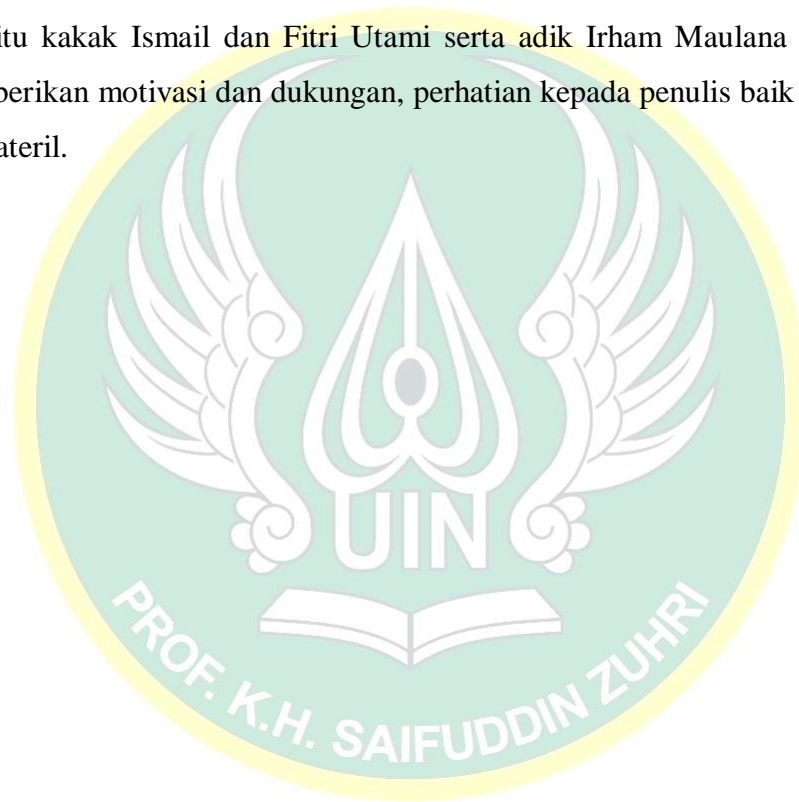 itu kakak Ismail dan Fitri Utami serta adik Irham Maulana
berikan motivasi dan dukungan, perhatian kepada penulis baik
ateril.
UIN
PROF. K.H. SAIFUDDIN ZUHRI